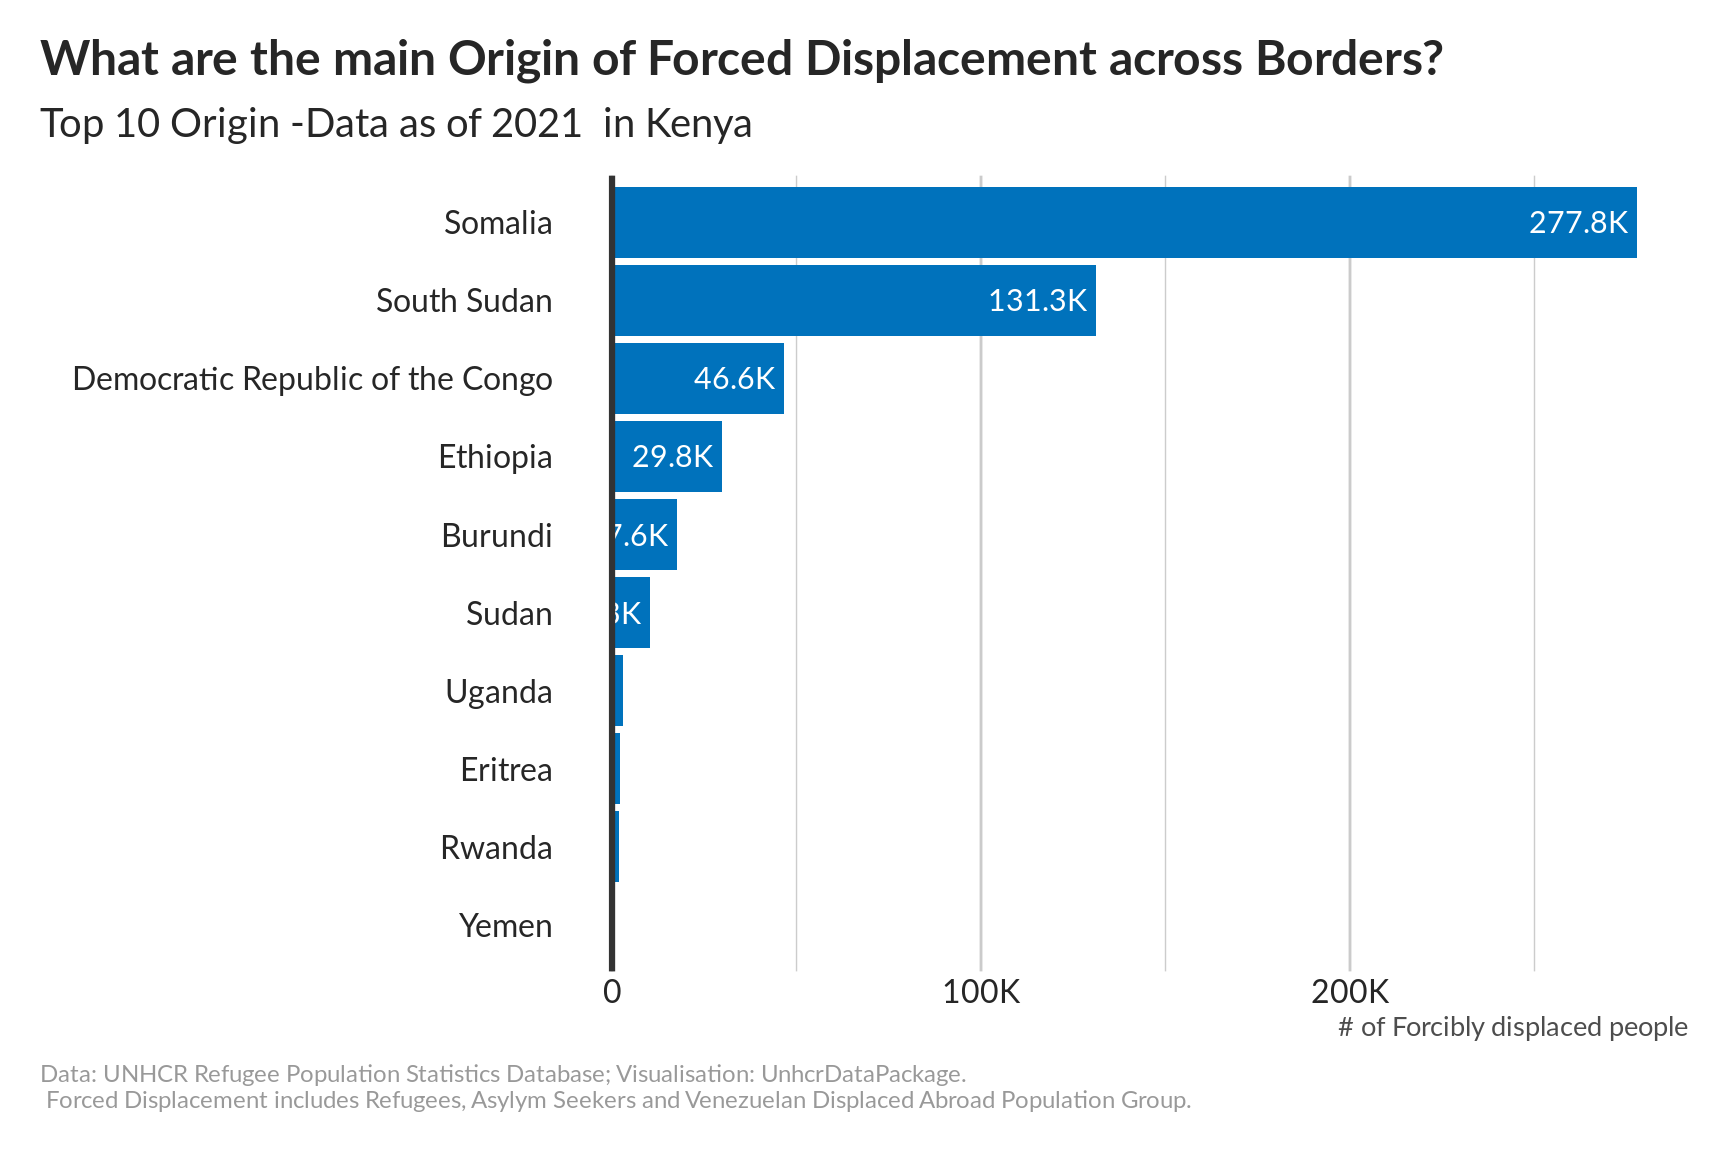 What are the main Origin of Forced Displacement across Borders?
Top 10 Origin -Data as of 2021  in Kenya
Somalia
277.8K
South Sudan
131.3K
Democratic Republic of the Congo
46.6K
Ethiopia
29.8K
Burundi
7.6K
Sudan
Uganda
Eritrea
Rwanda
Yemen
0
100K
200K
# of Forcibly displaced people
Data: UNHCR Refugee Population Statistics Database; Visualisation: UnhcrDataPackage.
Forced Displacement includes Refugees, Asylym Seekers and Venezuelan Displaced Abroad Population Group.